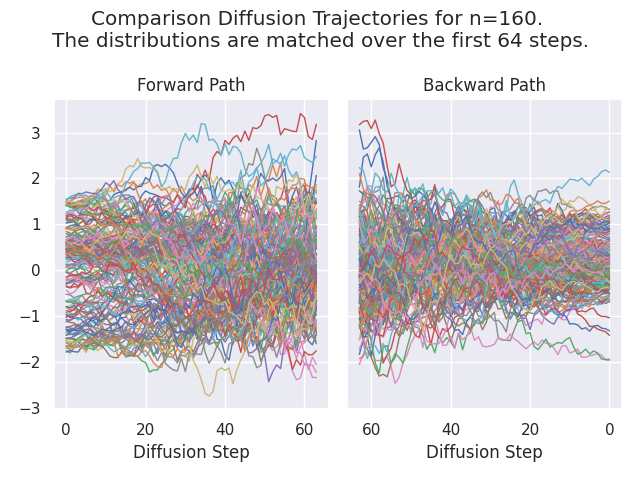 Comparison Diffusion Trajectories for n=160.
The distributions are matched over the first 64 steps.
Forward Path
Backward Path
3
2
1
0
−1
−2
−3
0 20 40 60
60 40 20 0
Diffusion Step
Diffusion Step